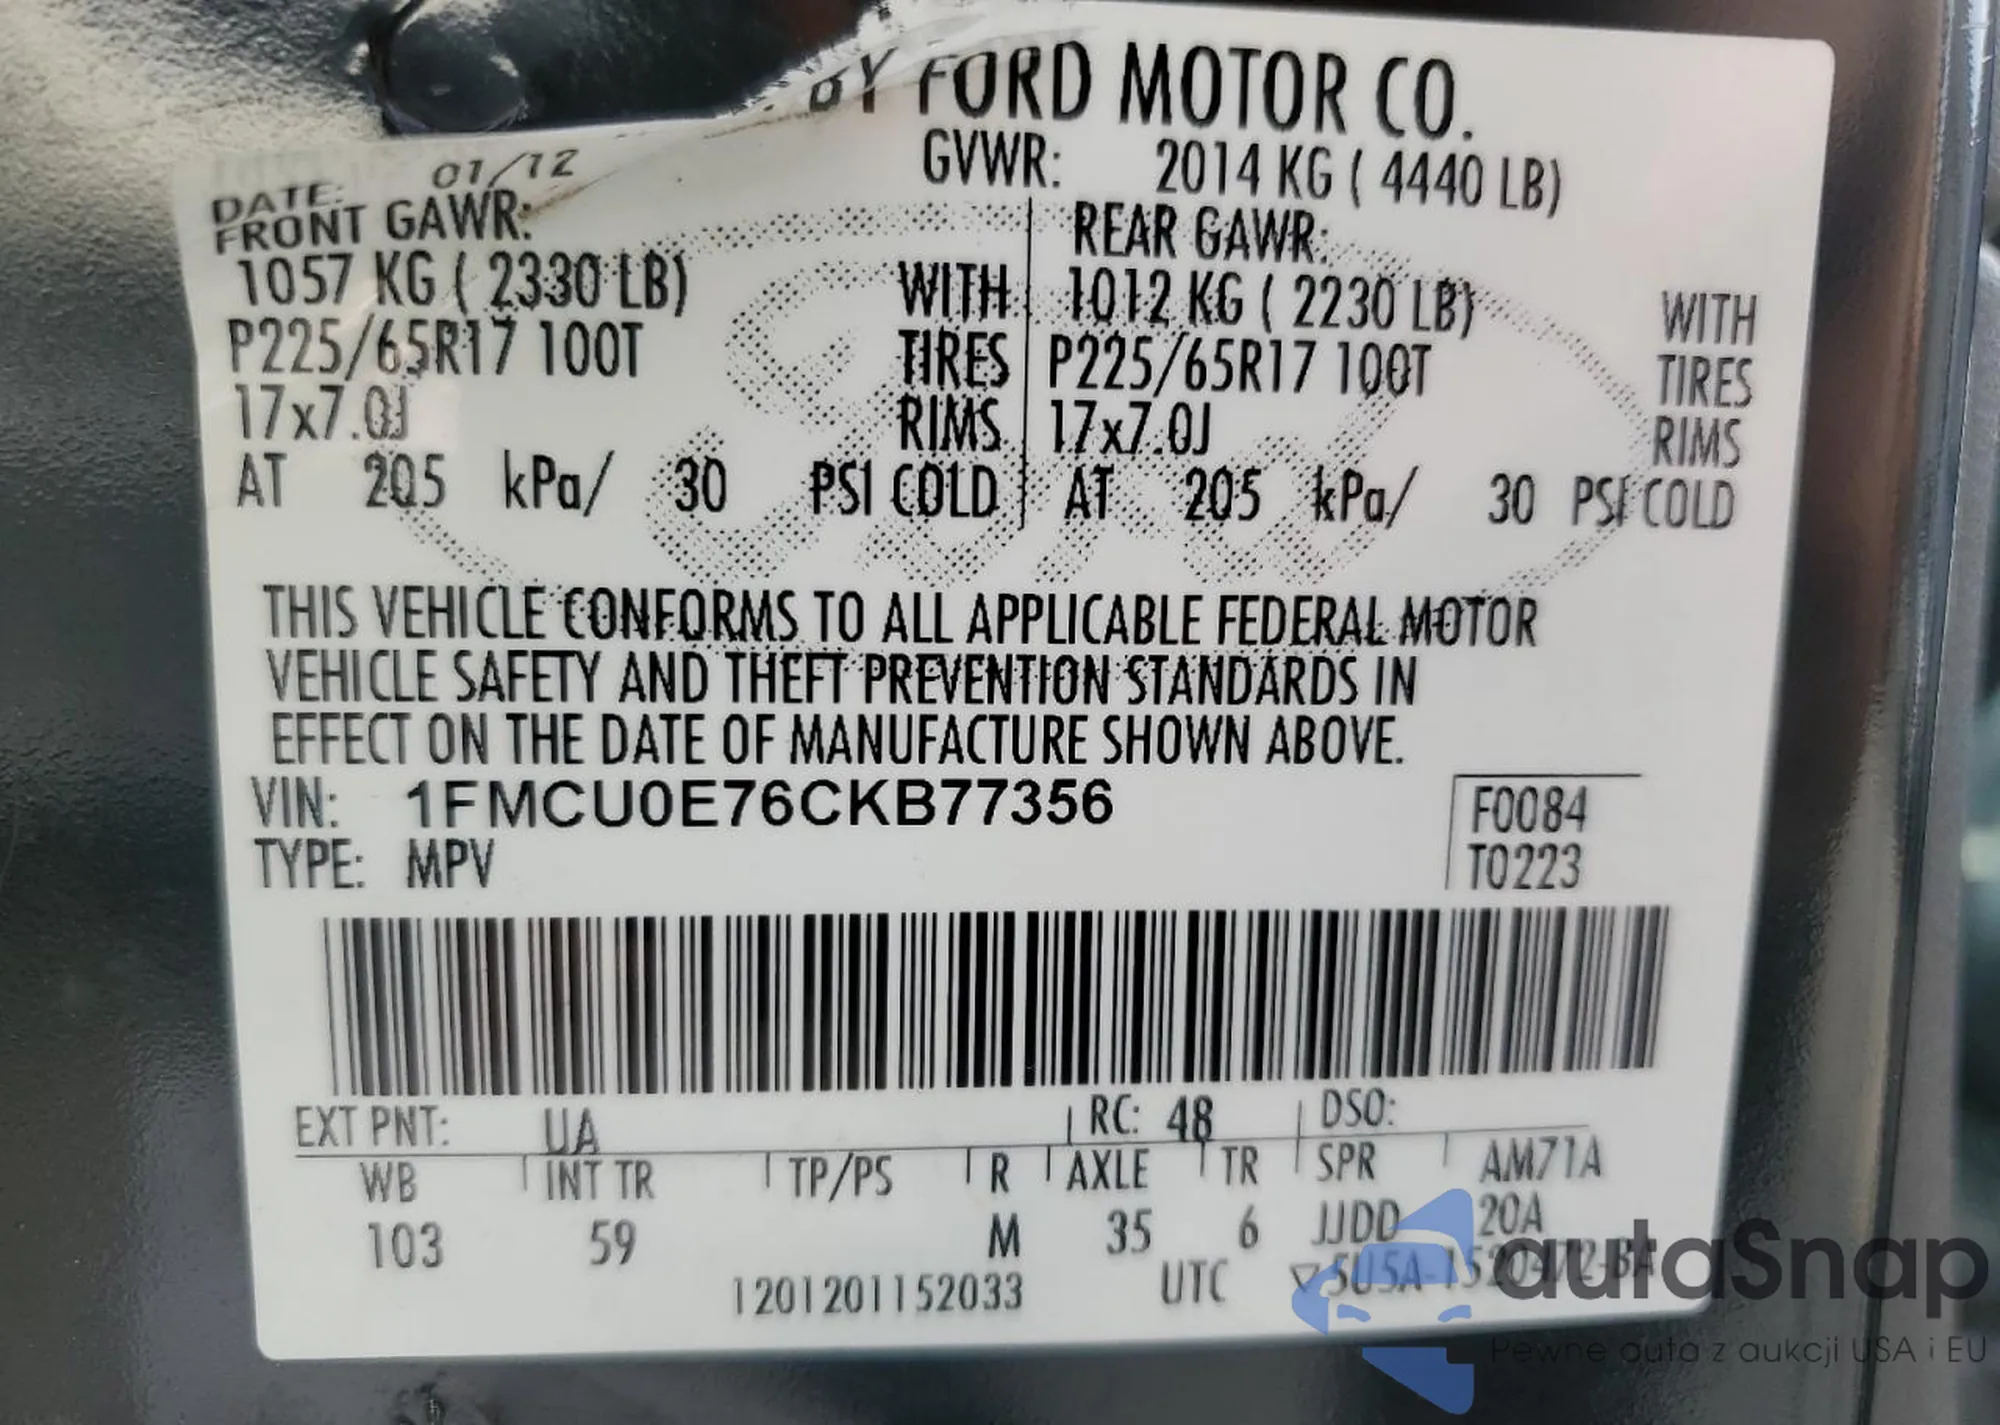 BY FORD MOTOR CO.
DATE: 01/12 GVWR: 2014 KG ( 4440 LB)
FRONT GAWR: REAR GAWR:
1057 KG ( 2330 LB) WITH 1012 KG ( 2230 LB) WITH
P225/65R17 100T TIRES P225/65R17 100T TIRES
17x7.0J RIMS 17x7.0J RIMS
AT 205 kPa/ 30 PSI COLD AT 205 kPa/ 30 PSI COLD
THIS VEHICLE CONFORMS TO ALL APPLICABLE FEDERAL MOTOR
VEHICLE SAFETY AND THEFT PREVENTION STANDARDS IN
EFFECT ON THE DATE OF MANUFACTURE SHOWN ABOVE.
VIN: 1FMCU0E76CKB77356 F0084
TYPE: MPV T0223
EXT PNT: UA RC: 48 DSO:
WB INT TR TP/PS R AXLE TR SPR AM71A
103 59 M 35 6 JJDD 20A
1201201152033 UTC 5U5A-1520472-BA
autaSnap
Pewne auta z aukcji USA i EU